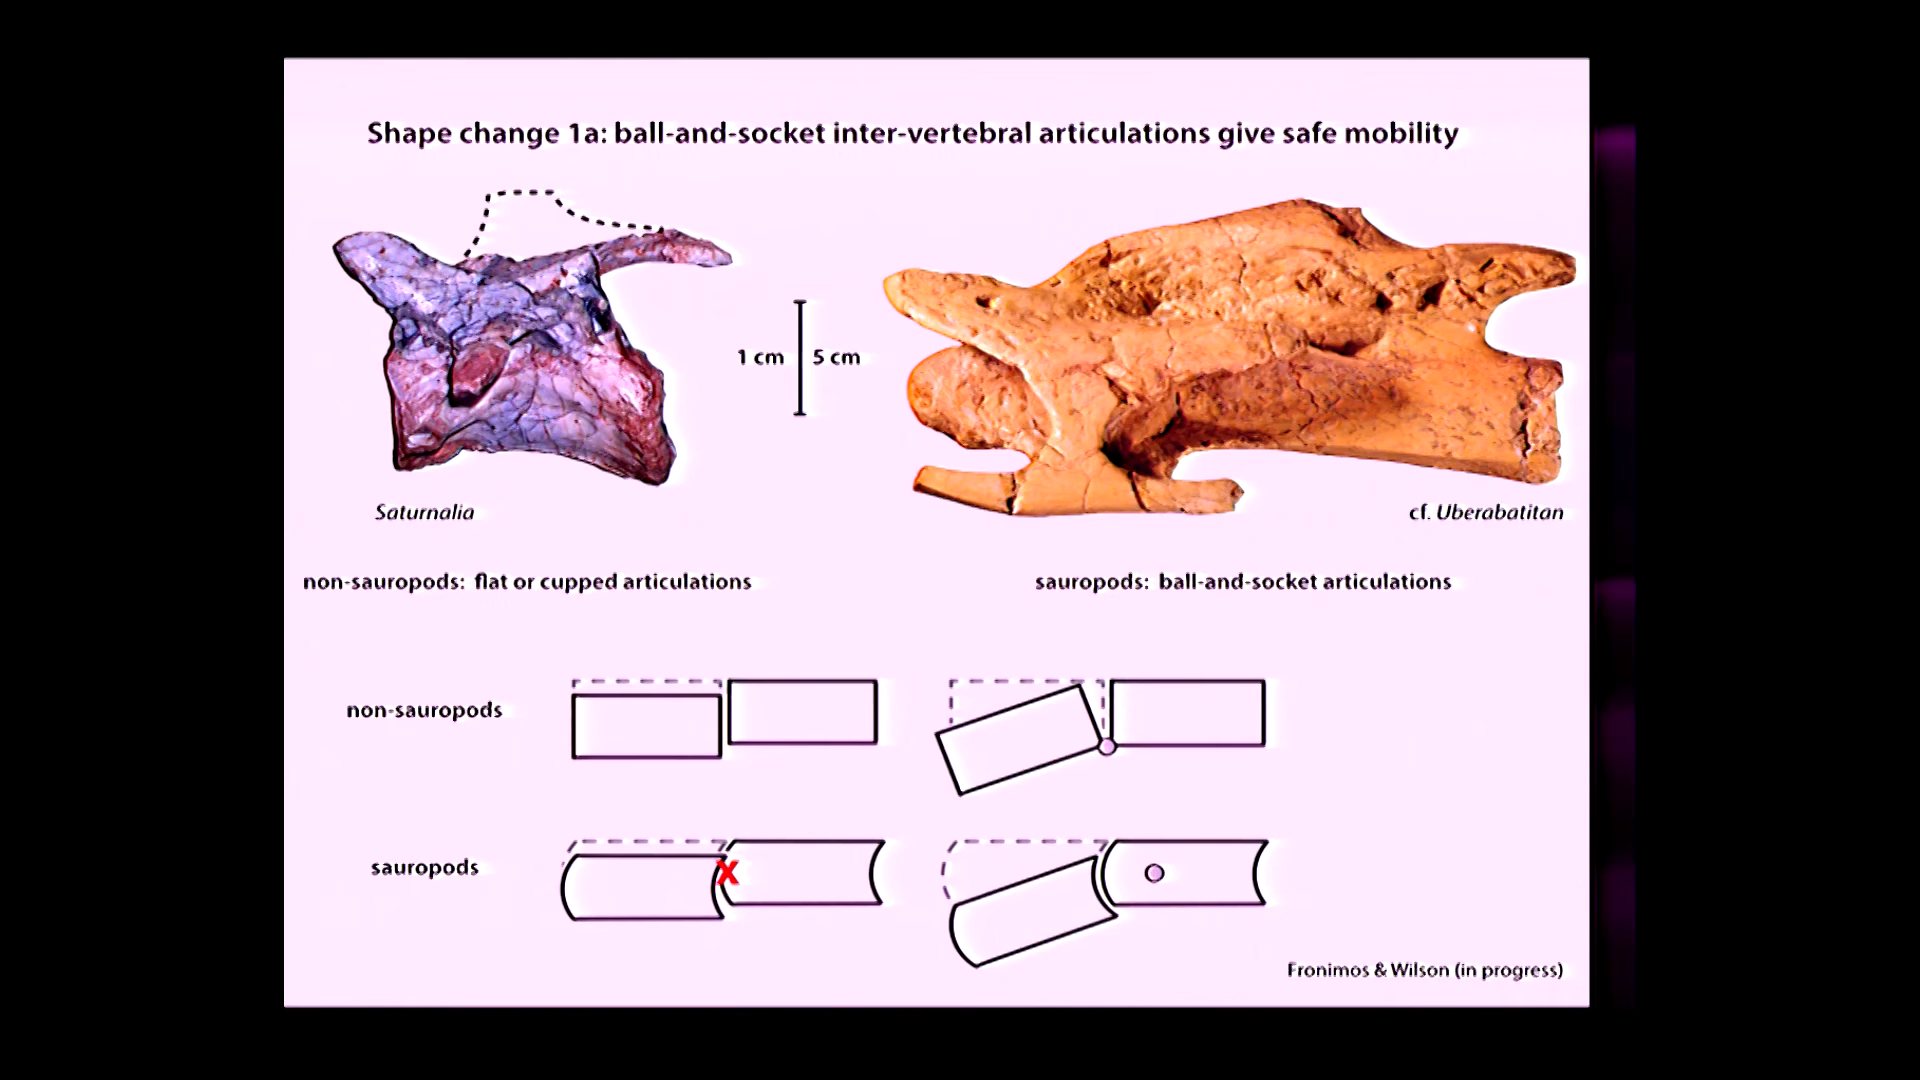 Shape change 1a: ball-and-socket inter-vertebral articulations give safe mobility
1 cm
5 cm
Saturnalia
cf. Uberabatitan
non-sauropods: flat or cupped articulations
sauropods: ball-and-socket articulations
non-sauropods
sauropods
X
Fronimos & Wilson (in progress)